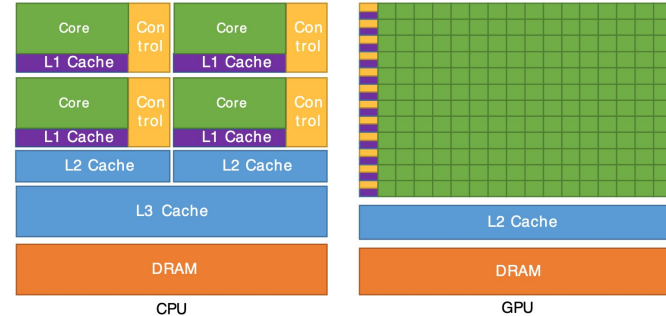 Core
Con
trol
Core
Con
trol
L1 Cache
L1 Cache
Core
Con
trol
Core
Con
trol
L1 Cache
L1 Cache
L2 Cache
L2 Cache
L3 Cache
DRAM
CPU
L2 Cache
DRAM
GPU